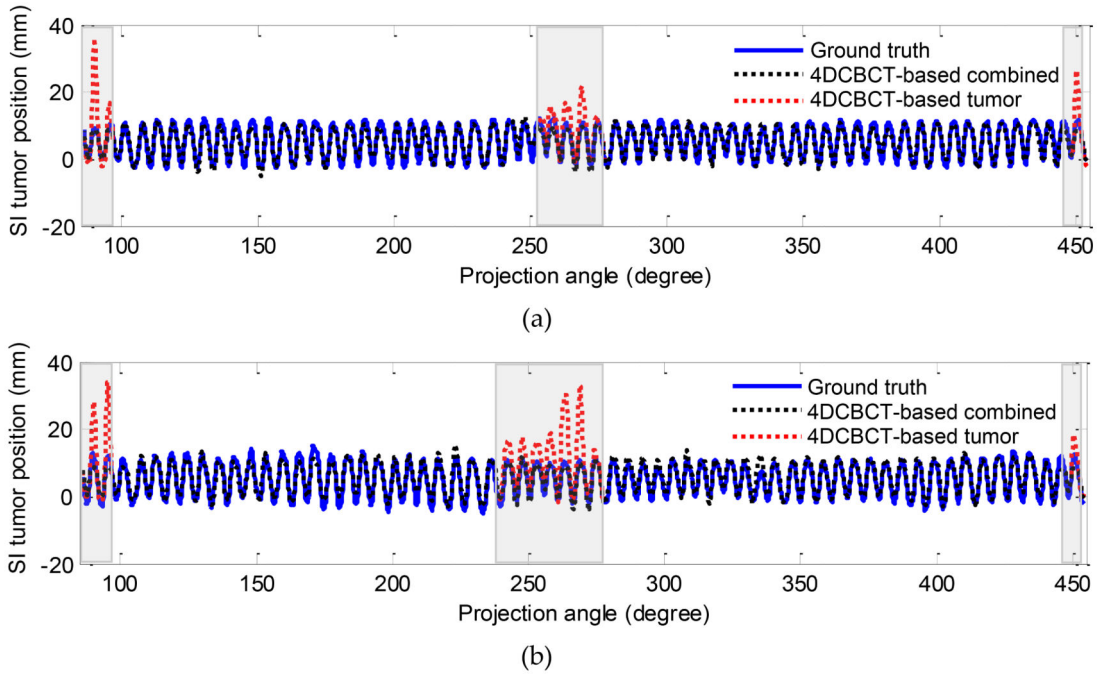 40
20
0
-20
SI tumor position (mm)
Ground truth
4DCBCT-based combined
4DCBCT-based tumor
100 150 200 250 300 350 400 450
Projection angle (degree)
(a)
40
20
0
-20
SI tumor position (mm)
Ground truth
4DCBCT-based combined
4DCBCT-based tumor
100 150 200 250 300 350 400 450
Projection angle (degree)
(b)